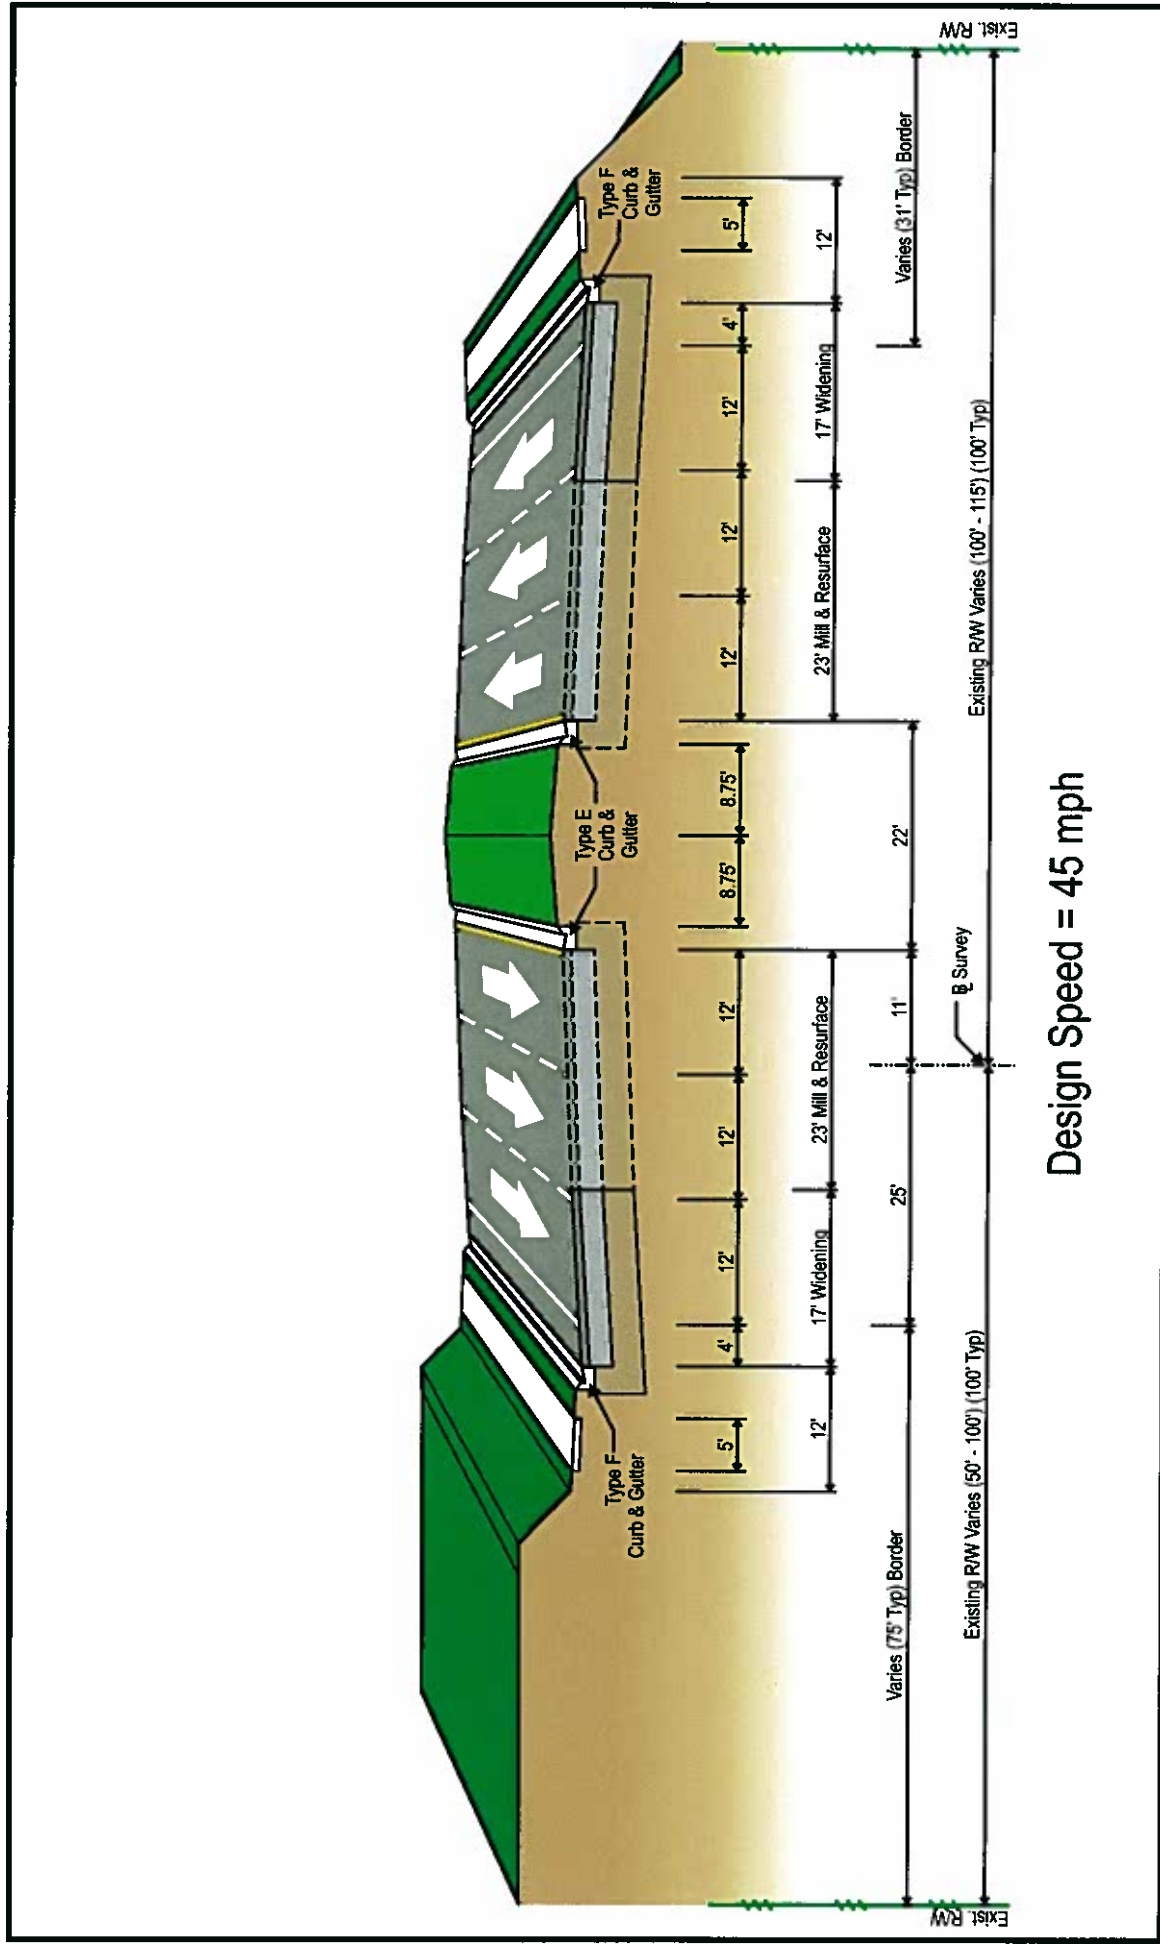 Type F
Curb & Gutter
Type E
Curb &
Gutter
Type F
Curb &
Gutter
5'
4'
12'
12'
12'
8.75'
8.75'
12'
12'
12'
4'
5'
12'
17' Widening
23' Mill & Resurface
23' Mill & Resurface
17' Widening
12'
Varies (75' Typ) Border
25'
11'
22'
Varies (31' Typ) Border
℄ Survey
Existing R/W Varies (50' - 100') (100' Typ)
Existing R/W Varies (100' - 115') (100' Typ)
Exist. R/W
Exist. R/W
Design Speed = 45 mph